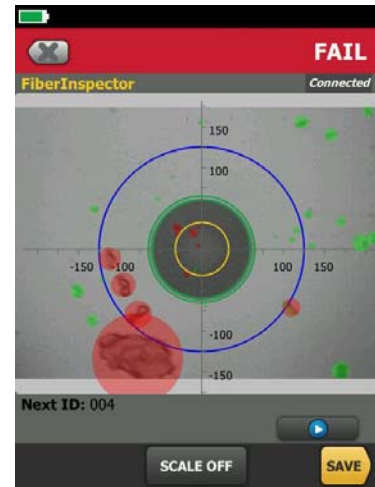 FAIL
FiberInspector Connected
150
100
-150 -100 100 150
-100
-150
Next ID: 004
SCALE OFF SAVE